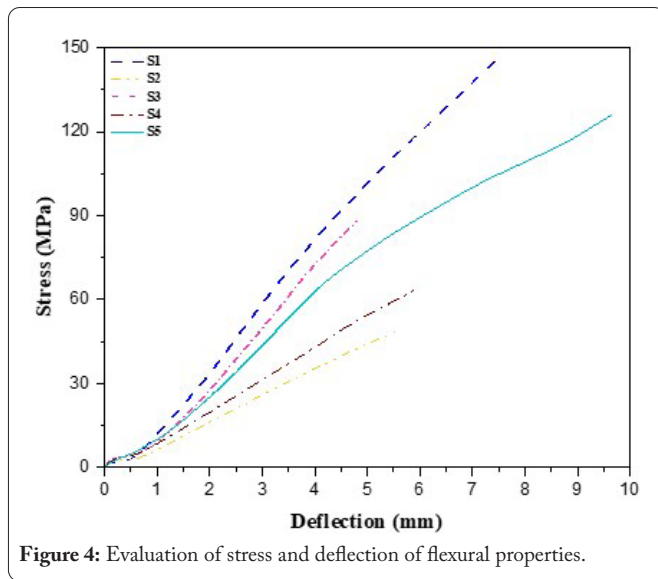 150
120
90
60
30
0
Stress (MPa)
S1
S2
S3
S4
S5
0 1 2 3 4 5 6 7 8 9 10
Deflection (mm)
Figure 4: Evaluation of stress and deflection of flexural properties.